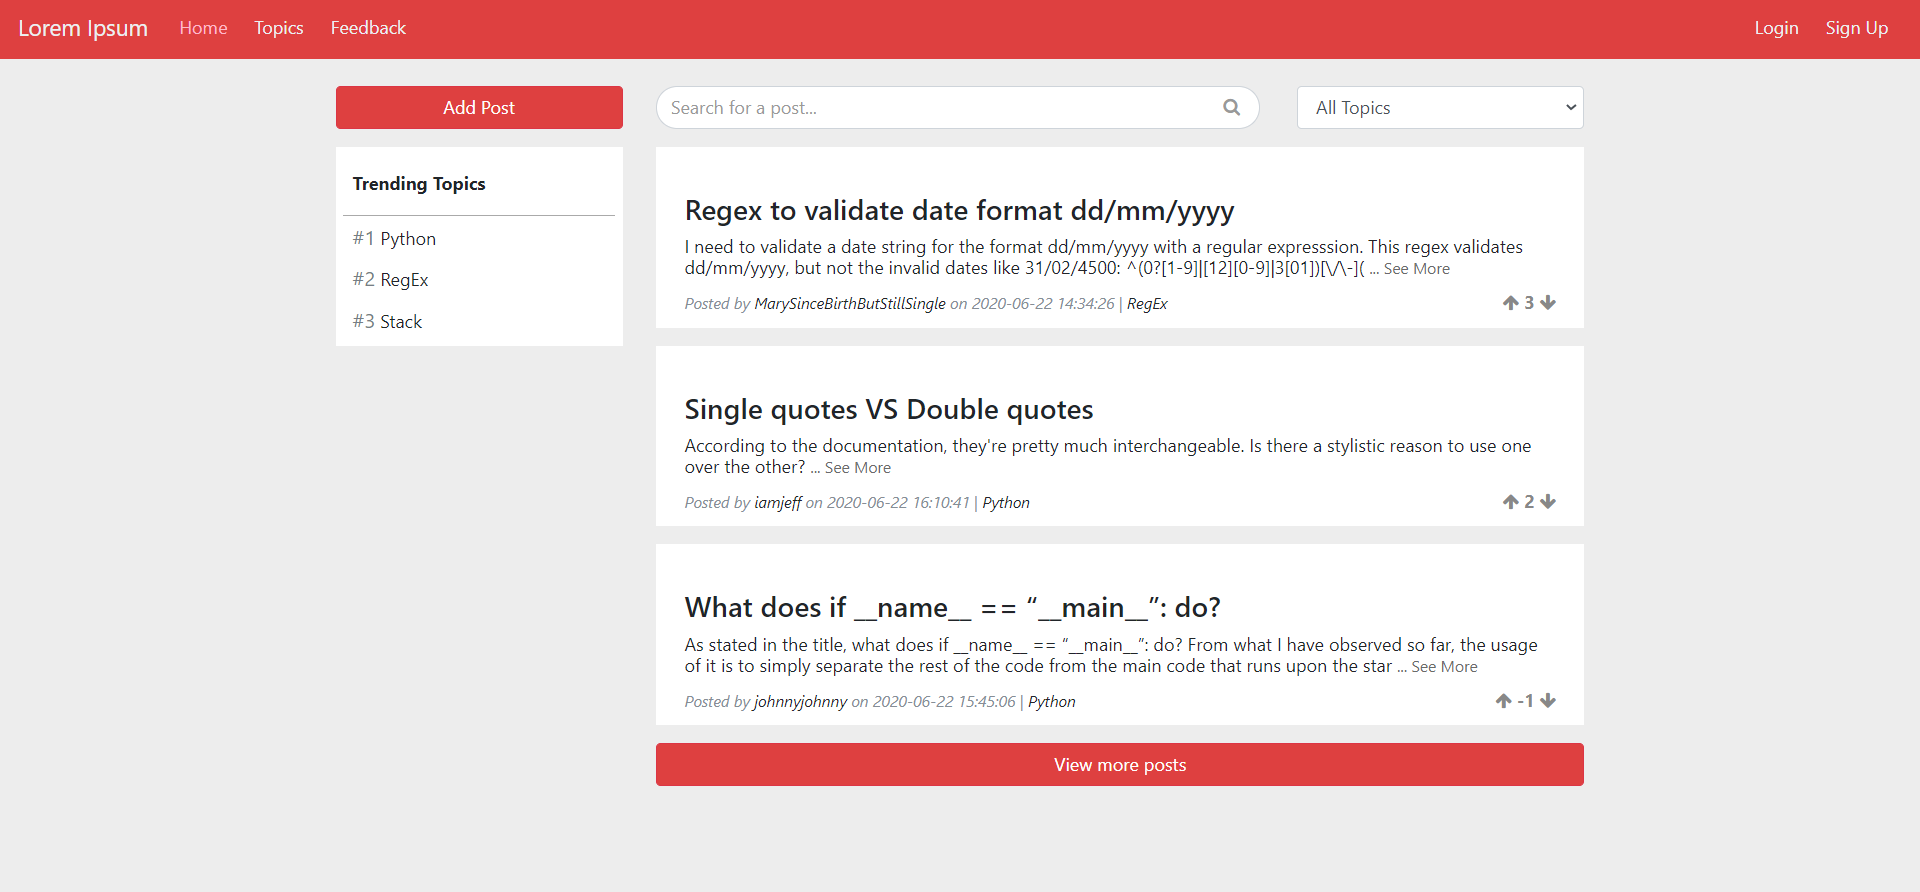 Lorem Ipsum Home Topics Feedback Login Sign Up
Add Post
Search for a post...
All Topics
Trending Topics
#1 Python
#2 RegEx
#3 Stack
Regex to validate date format dd/mm/yyyy
I need to validate a date string for the format dd/mm/yyyy with a regular expresssion. This regex validates
dd/mm/yyyy, but not the invalid dates like 31/02/4500: ^(0?[1-9]|[12][0-9]|3[01])[\/\-]( ... See More
Posted by MarySinceBirthButStillSingle on 2020-06-22 14:34:26 | RegEx
3
Single quotes VS Double quotes
According to the documentation, they're pretty much interchangeable. Is there a stylistic reason to use one
over the other? ... See More
Posted by iamjeff on 2020-06-22 16:10:41 | Python
2
What does if __name__ == “__main__”: do?
As stated in the title, what does if __name__ == “__main__”: do? From what I have observed so far, the usage
of it is to simply separate the rest of the code from the main code that runs upon the star ... See More
Posted by johnnyjohnny on 2020-06-22 15:45:06 | Python
-1
View more posts